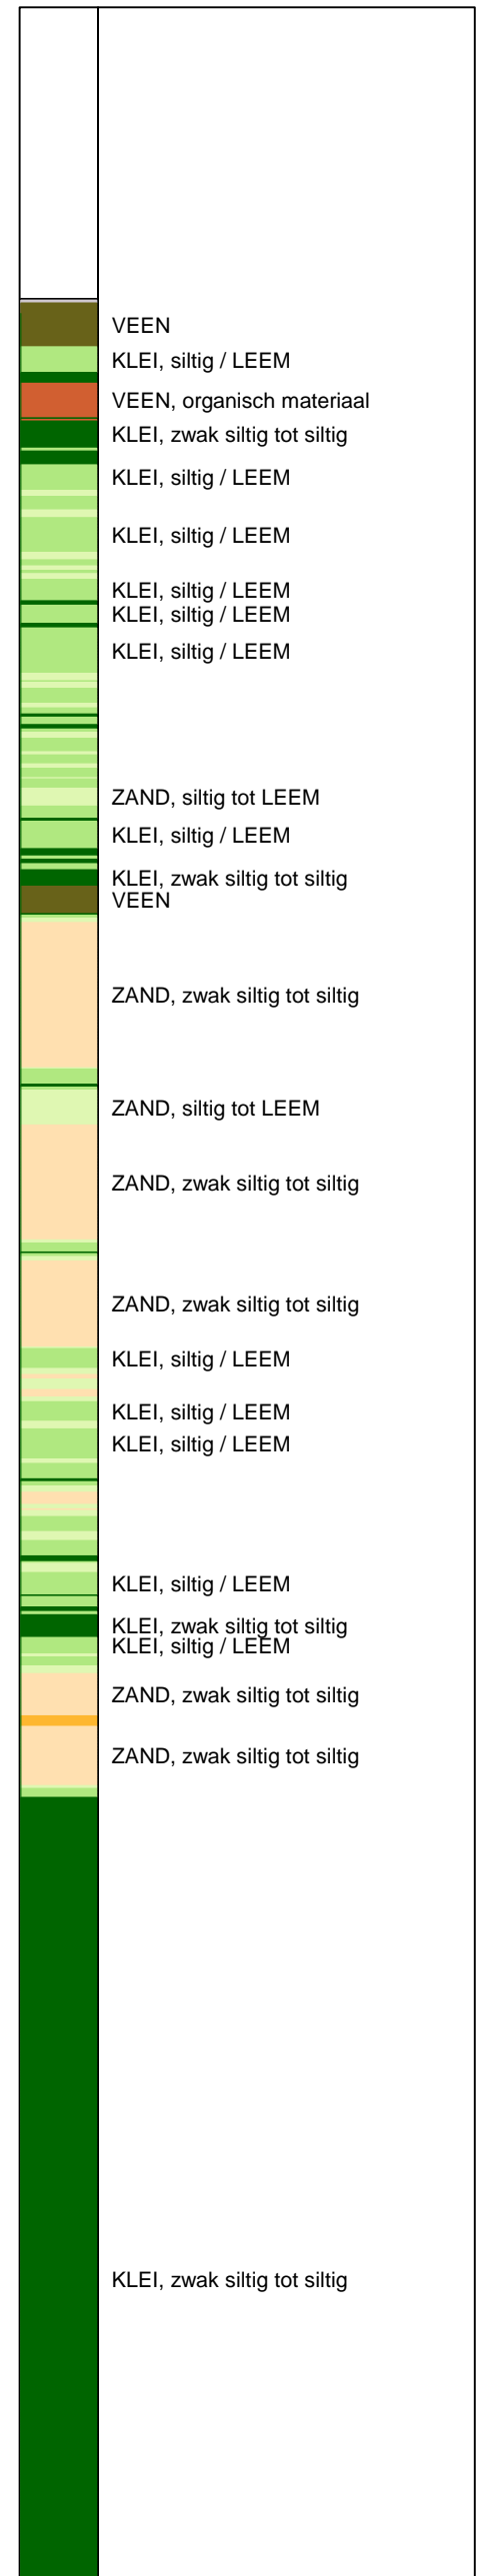 VEEN
KLEI, siltig / LEEM
VEEN, organisch materiaal
KLEI, zwak siltig tot siltig
KLEI, siltig / LEEM
KLEI, siltig / LEEM
KLEI, siltig / LEEM
KLEI, siltig / LEEM
KLEI, siltig / LEEM
ZAND, siltig tot LEEM
KLEI, siltig / LEEM
KLEI, zwak siltig tot siltig
VEEN
ZAND, zwak siltig tot siltig
ZAND, siltig tot LEEM
ZAND, zwak siltig tot siltig
ZAND, zwak siltig tot siltig
KLEI, siltig / LEEM
KLEI, siltig / LEEM
KLEI, siltig / LEEM
KLEI, siltig / LEEM
KLEI, zwak siltig tot siltig
KLEI, siltig / LEEM
ZAND, zwak siltig tot siltig
ZAND, zwak siltig tot siltig
KLEI, zwak siltig tot siltig